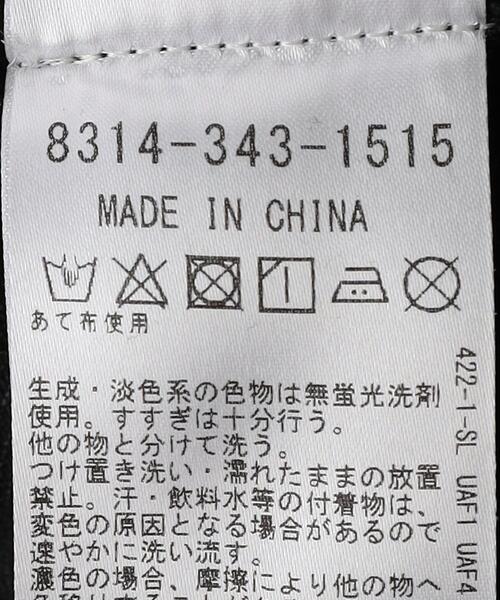 8314-343-1515
MADE IN CHINA
あて布使用
生成・淡色系の色物は無蛍光洗剤
使用。すすぎは十分行う。
他の物と分けて洗う。
つけ置き洗い・濡れたままの放置
禁止。汗・飲料水等の付着物は、
変色の原因となる場合があるので
速やかに洗い流す。
濃色の場合、摩擦により他の物へ
422-1-SL UAF1 UAF4